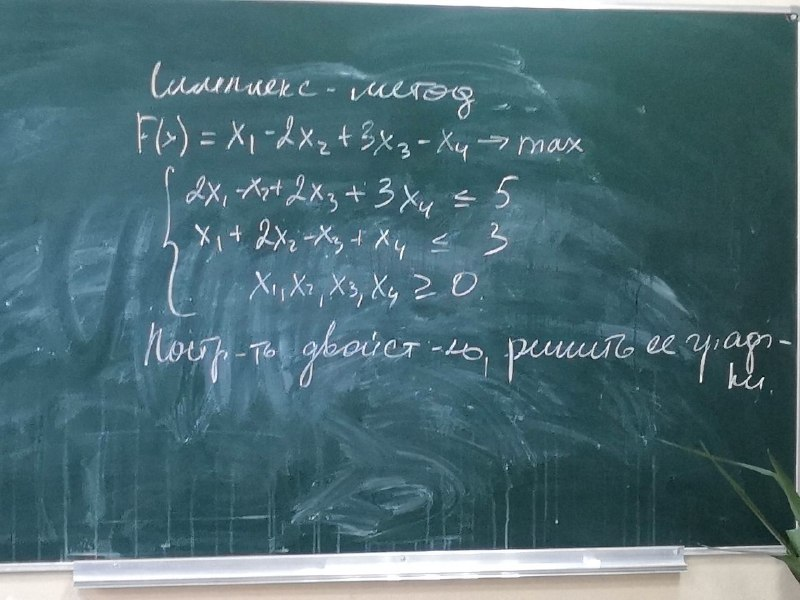 Симплекс-метод
F(x) = x₁ - 2x₂ + 3x₃ - x₄ → max
2x₁ - x₂ + 2x₃ + 3x₄ ≤ 5
x₁ + 2x₂ - x₃ + x₄ ≤ 3
x₁, x₂, x₃, x₄ ≥ 0
Постр-ть двойст-ю, решить ее графи-
ки.